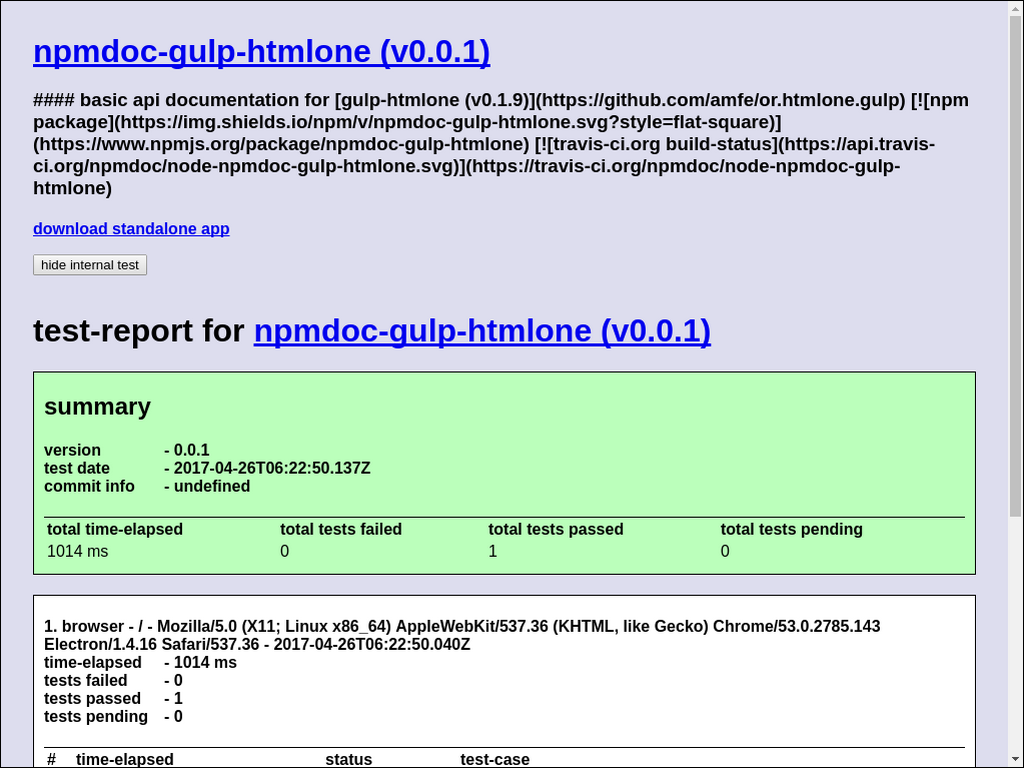 npmdoc-gulp-htmlone (v0.0.1)
#### basic api documentation for [gulp-htmlone (v0.1.9)](https://github.com/amfe/or.htmlone.gulp) [![npm
package](https://img.shields.io/npm/v/npmdoc-gulp-htmlone.svg?style=flat-square)]
(https://www.npmjs.org/package/npmdoc-gulp-htmlone) [![travis-ci.org build-status](https://api.travis-
ci.org/npmdoc/node-npmdoc-gulp-htmlone.svg)](https://travis-ci.org/npmdoc/node-npmdoc-gulp-
htmlone)
download standalone app
hide internal test
test-report for npmdoc-gulp-htmlone (v0.0.1)
summary
version - 0.0.1
test date - 2017-04-26T06:22:50.137Z
commit info - undefined
total time-elapsed total tests failed total tests passed total tests pending
1014 ms 0 1 0
1. browser - / - Mozilla/5.0 (X11; Linux x86_64) AppleWebKit/537.36 (KHTML, like Gecko) Chrome/53.0.2785.143
Electron/1.4.16 Safari/537.36 - 2017-04-26T06:22:50.040Z
time-elapsed - 1014 ms
tests failed - 0
tests passed - 1
tests pending - 0
# time-elapsed status test-case